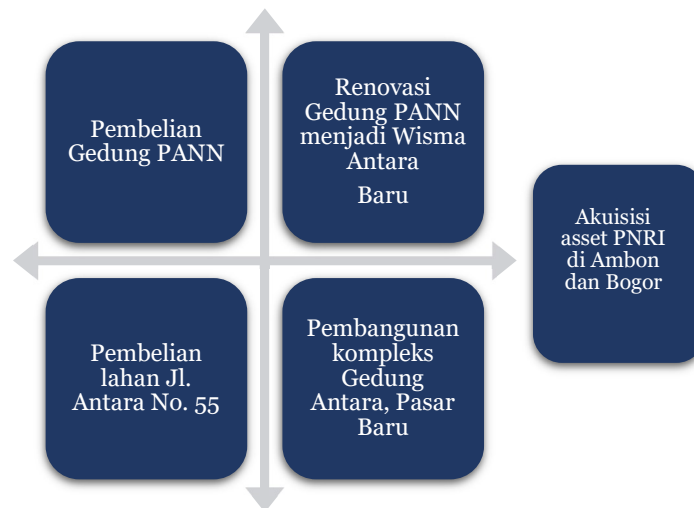 Pembelian
Gedung PANN
Renovasi
Gedung PANN
menjadi Wisma
Antara
Baru
Akuisisi
asset PNRI
di Ambon
dan Bogor
Pembelian
lahan Jl.
Antara No. 55
Pembangunan
kompleks
Gedung
Antara, Pasar
Baru